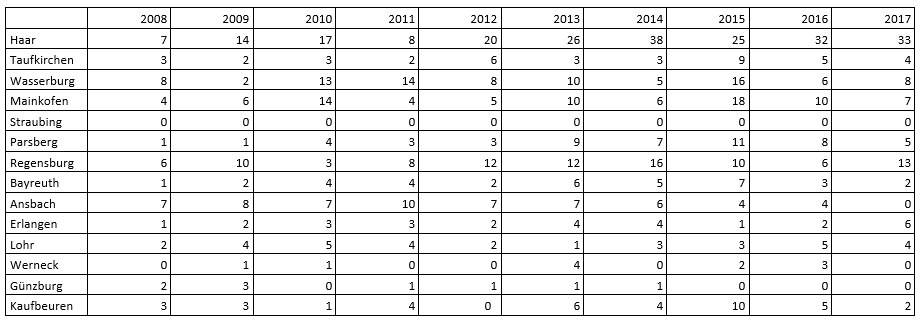 2008 2009 2010 2011 2012 2013 2014 2015 2016 2017
Haar 7 14 17 8 20 26 38 25 32 33
Taufkirchen 3 2 3 2 6 3 3 9 5 4
Wasserburg 8 2 13 14 8 10 5 16 6 8
Mainkofen 4 6 14 4 5 10 6 18 10 7
Straubing 0 0 0 0 0 0 0 0 0 0
Parsberg 1 1 4 3 3 9 7 11 8 5
Regensburg 6 10 3 8 12 12 16 10 6 13
Bayreuth 1 2 4 4 2 6 5 7 3 2
Ansbach 7 8 7 10 7 7 6 4 4 0
Erlangen 1 2 3 3 2 4 4 1 2 6
Lohr 2 4 5 4 2 1 3 3 5 4
Werneck 0 1 1 0 0 4 0 2 3 0
Günzburg 2 3 0 1 1 1 1 0 0 0
Kaufbeuren 3 3 1 4 0 6 4 10 5 2